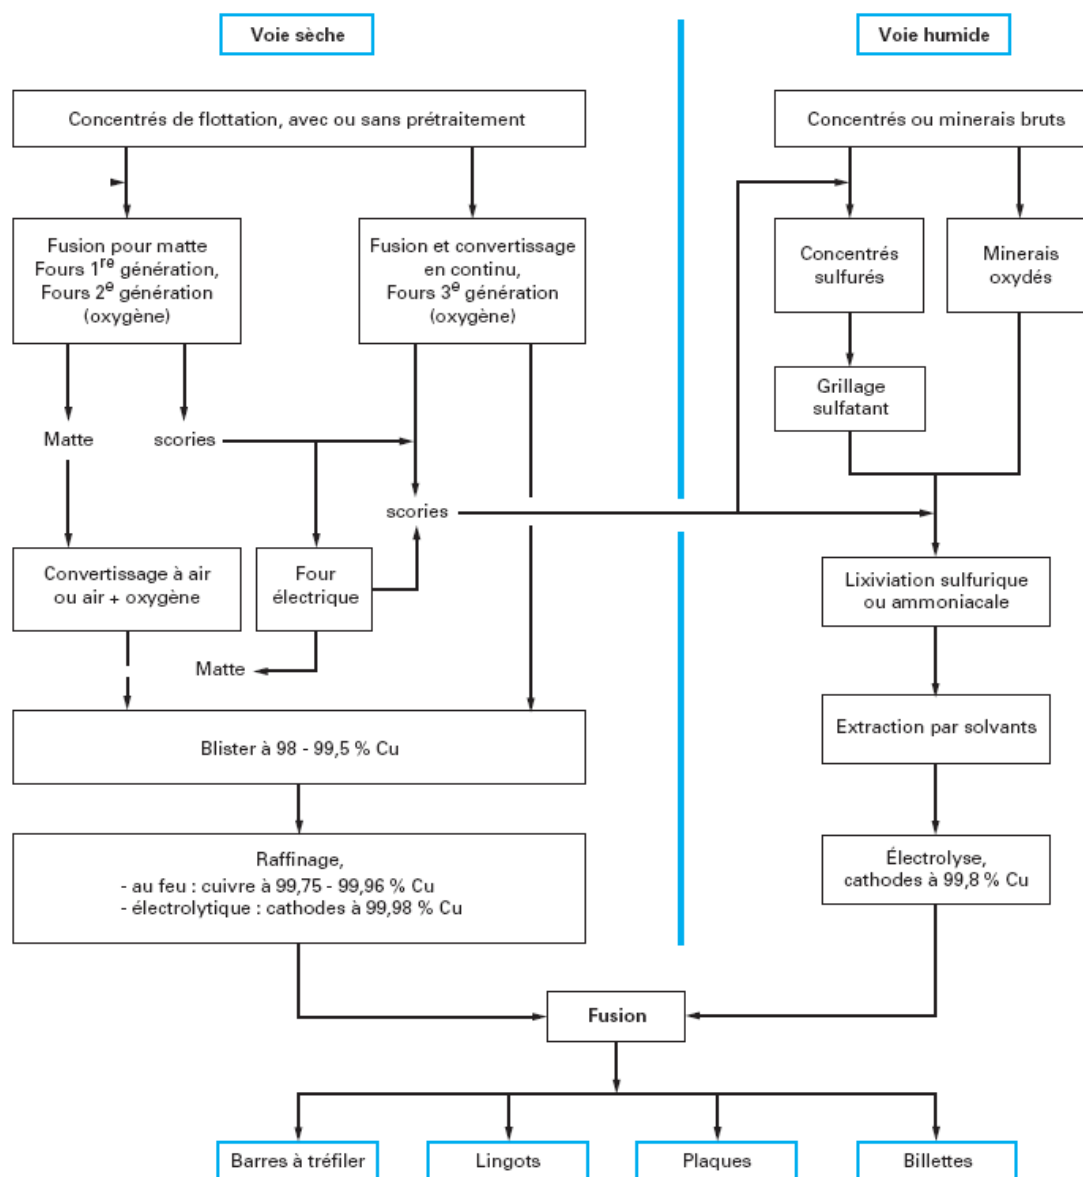 Voie sèche
Voie humide
Concentrés de flottation, avec ou sans prétraitement
Concentrés ou minerais bruts
Fusion pour matte
Fours 1re génération,
Fours 2e génération
(oxygène)
Fusion et convertissage
en continu,
Fours 3e génération
(oxygène)
Concentrés
sulfurés
Minerais
oxydés
Grillage
sulfatant
Matte
scories
scories
Convertissage à air
ou air + oxygène
Four
électrique
Lixiviation sulfurique
ou ammoniacale
Matte
Blister à 98 - 99,5 % Cu
Extraction par solvants
Raffinage,
- au feu : cuivre à 99,75 - 99,96 % Cu
- électrolytique : cathodes à 99,98 % Cu
Électrolyse,
cathodes à 99,8 % Cu
Fusion
Barres à tréfiler
Lingots
Plaques
Billettes